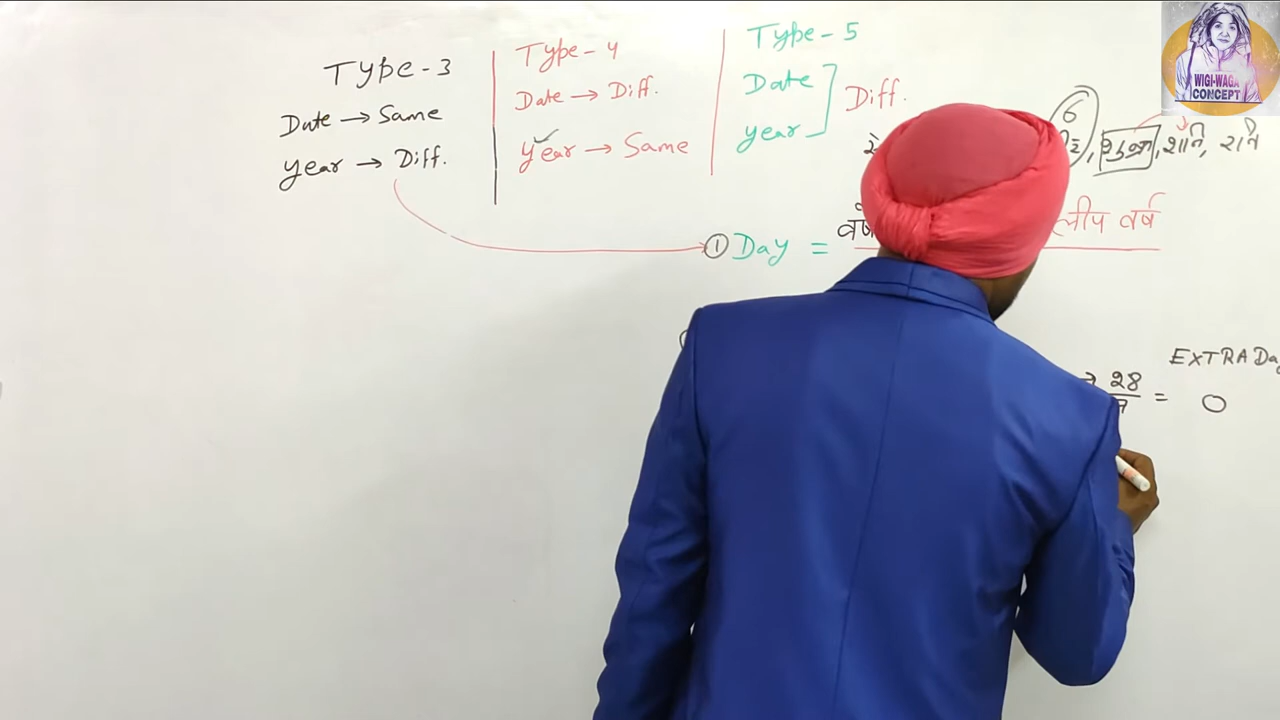 Type-3
Date → Same
Year → Diff.
Type-4
Date → Diff.
Year → Same
Type-5
Date
Year
Diff.
6
शुक्र, शनि, रवि
① Day =
लीप वर्ष
EXTRA Da
→ 28/7 = 0
WIGI-WAGA
CONCEPT